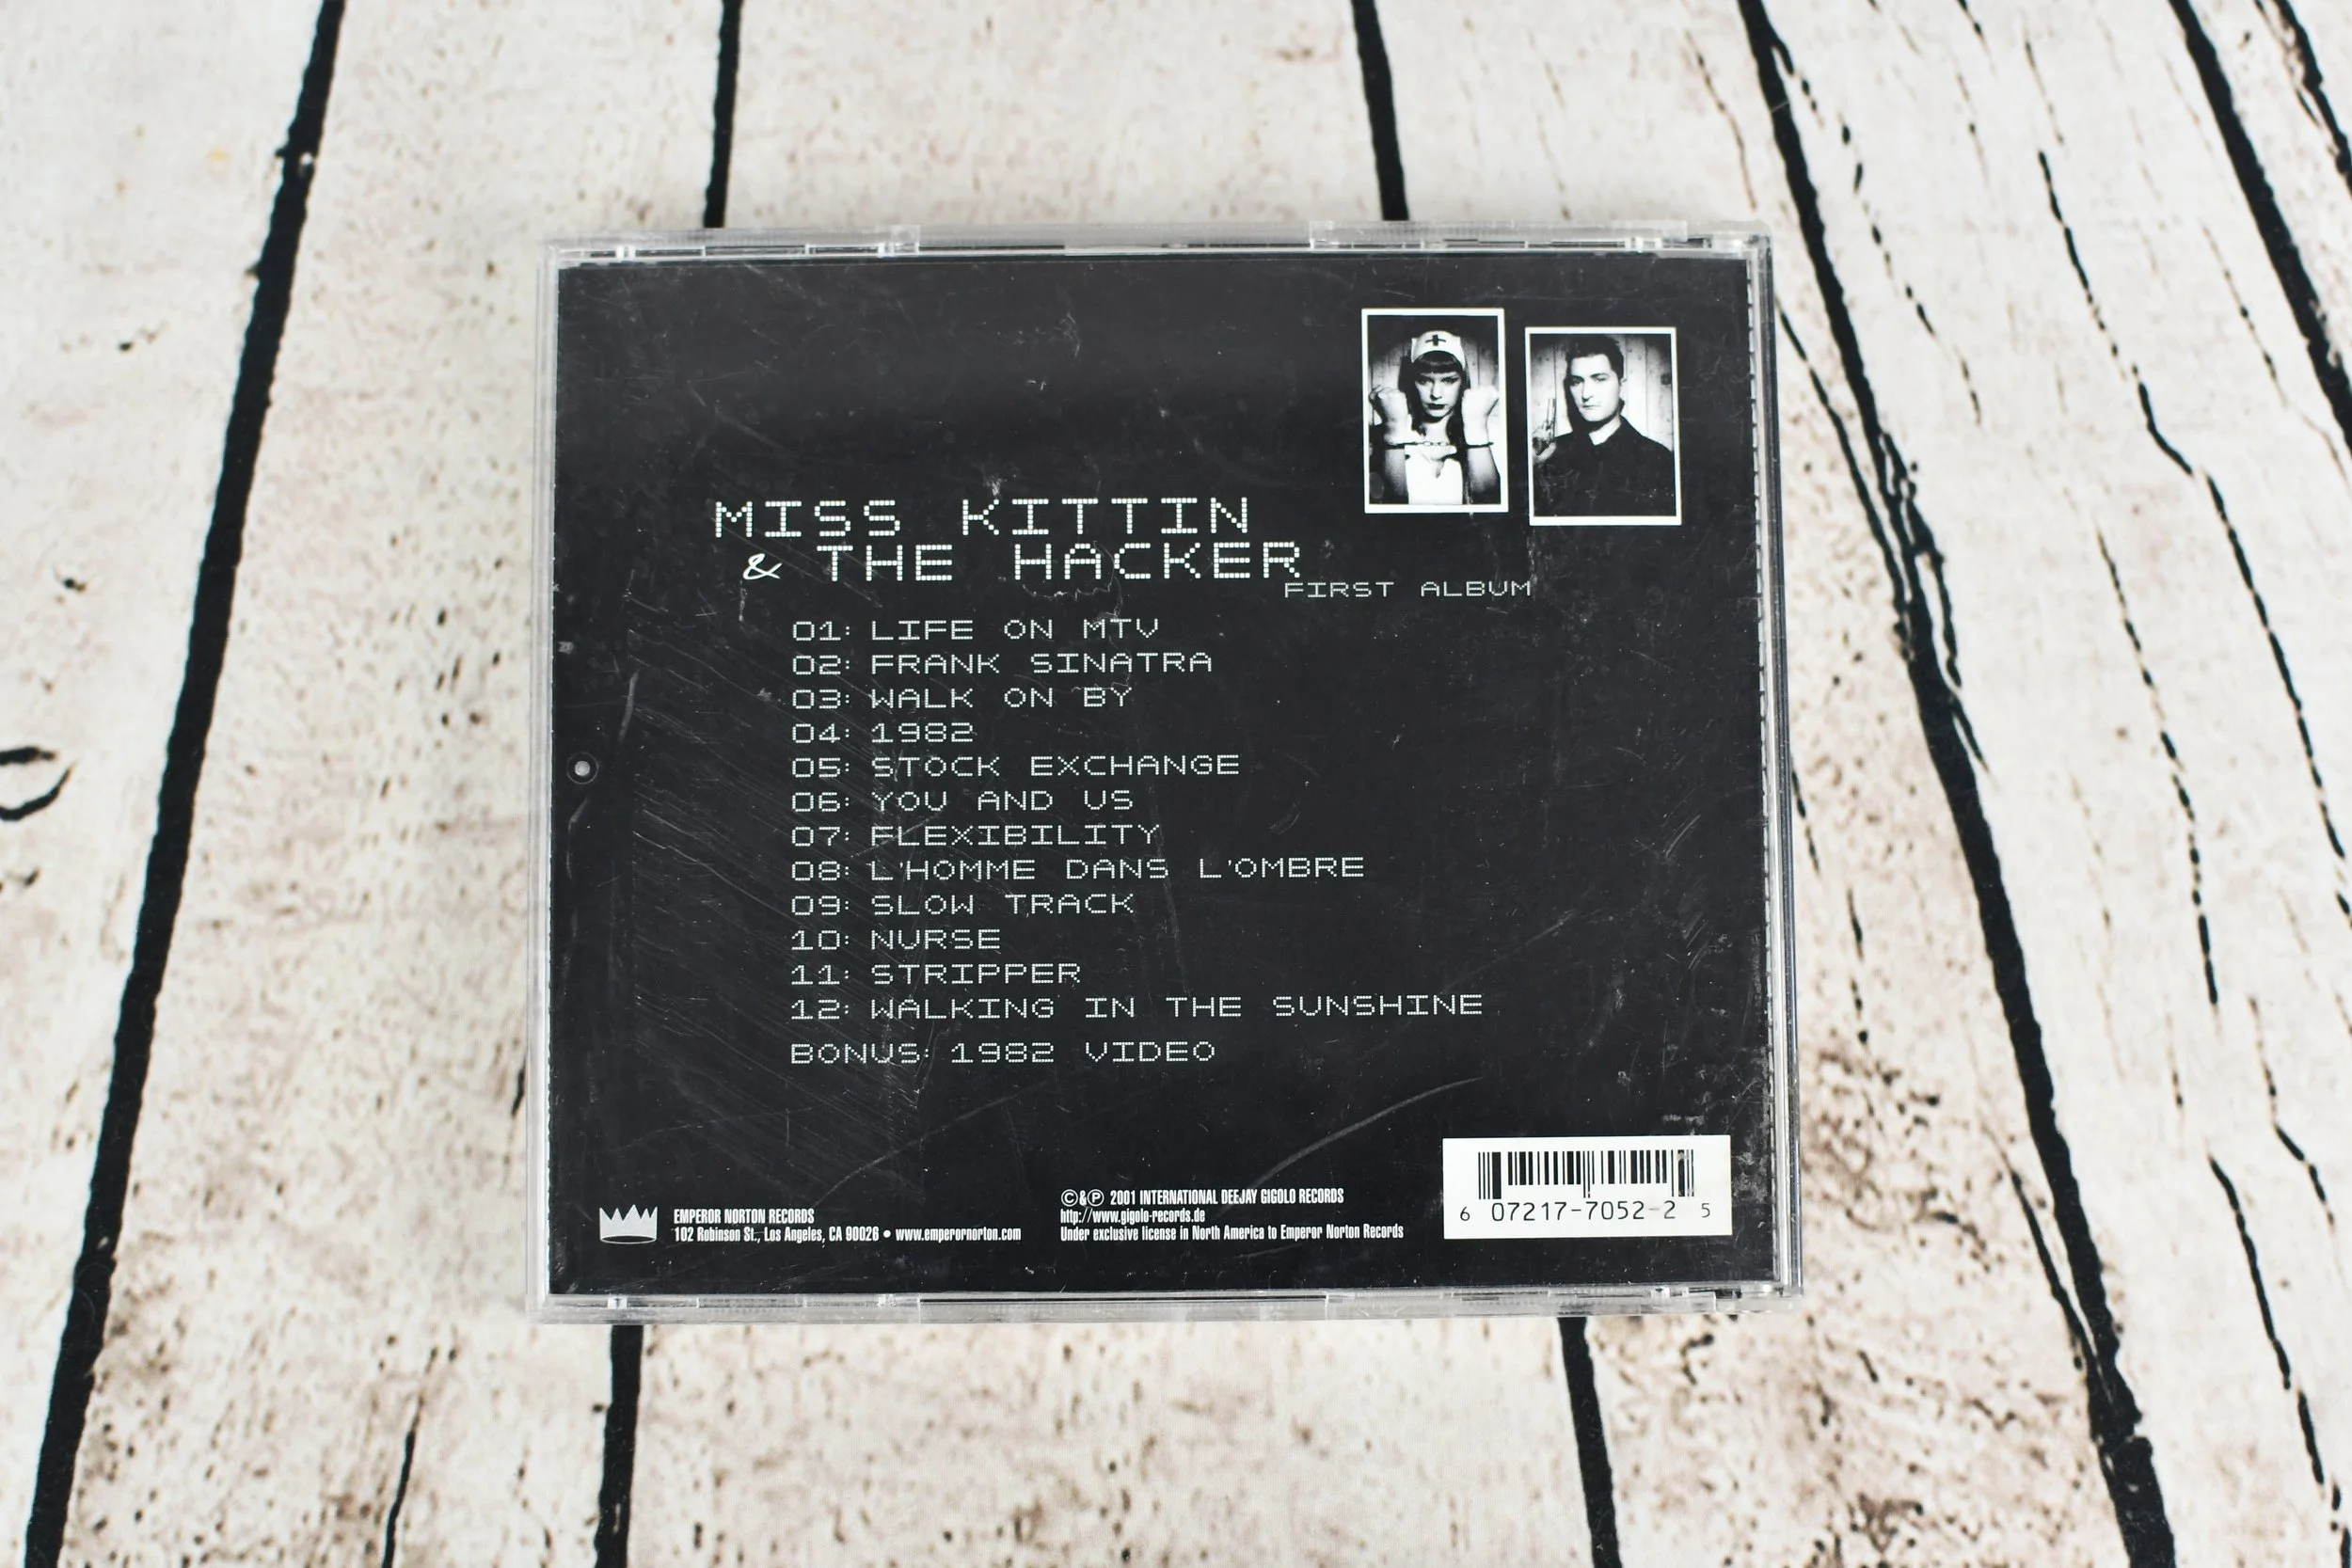 MISS KITTIN
& THE HACKER
FIRST ALBUM
01: LIFE ON MTV
02: FRANK SINATRA
03: WALK ON BY
04: 1982
05: STOCK EXCHANGE
06: YOU AND US
07: FLEXIBILITY
08: L'HOMME DANS L'OMBRE
09: SLOW TRACK
10: NURSE
11: STRIPPER
12: WALKING IN THE SUNSHINE
BONUS: 1982 VIDEO
EMPEROR NORTON RECORDS
102 Robinson St., Los Angeles, CA 90026 • www.emperornorton.com
©&℗ 2001 INTERNATIONAL DEEJAY GIGOLO RECORDS
http://www.gigolo-records.de
Under exclusive license in North America to Emperor Norton Records
6 07217-7052-2 5